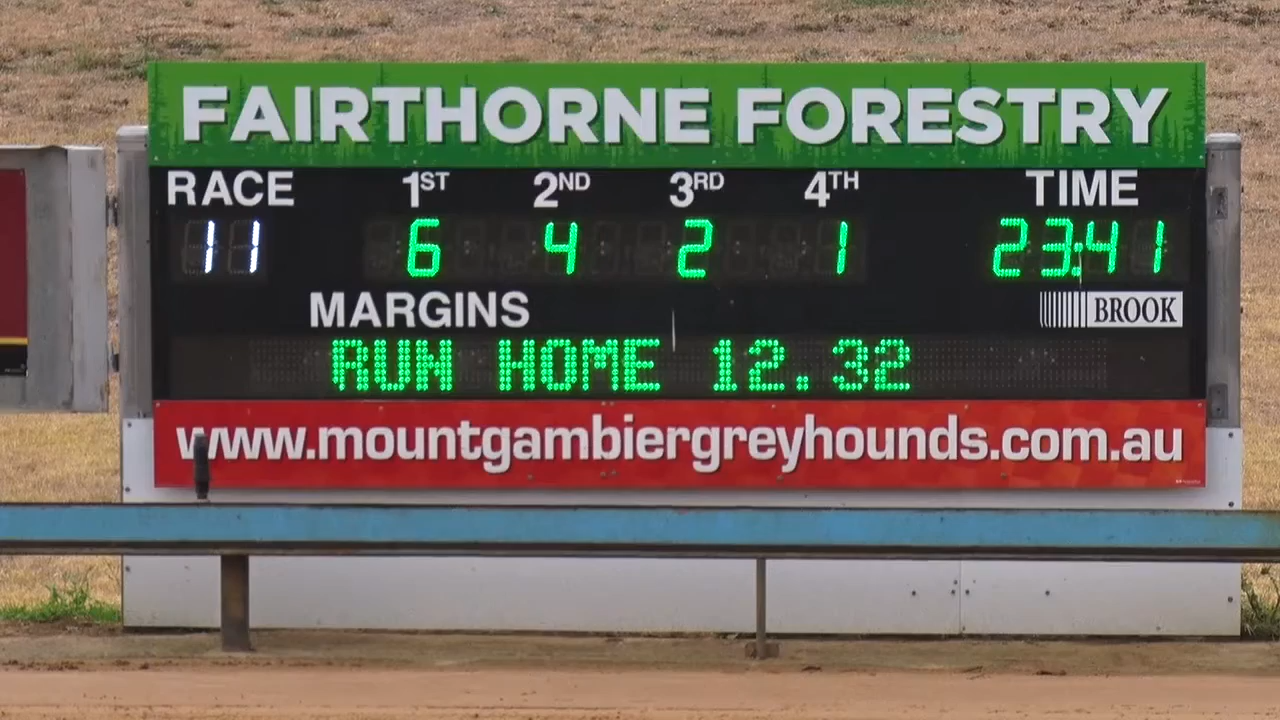 FAIRTHORNE FORESTRY
RACE 1ST 2ND 3RD 4TH TIME
11 6 4 2 1 23:41
MARGINS
BROOK
RUN HOME 12.32
www.mountgambiergreyhounds.com.au